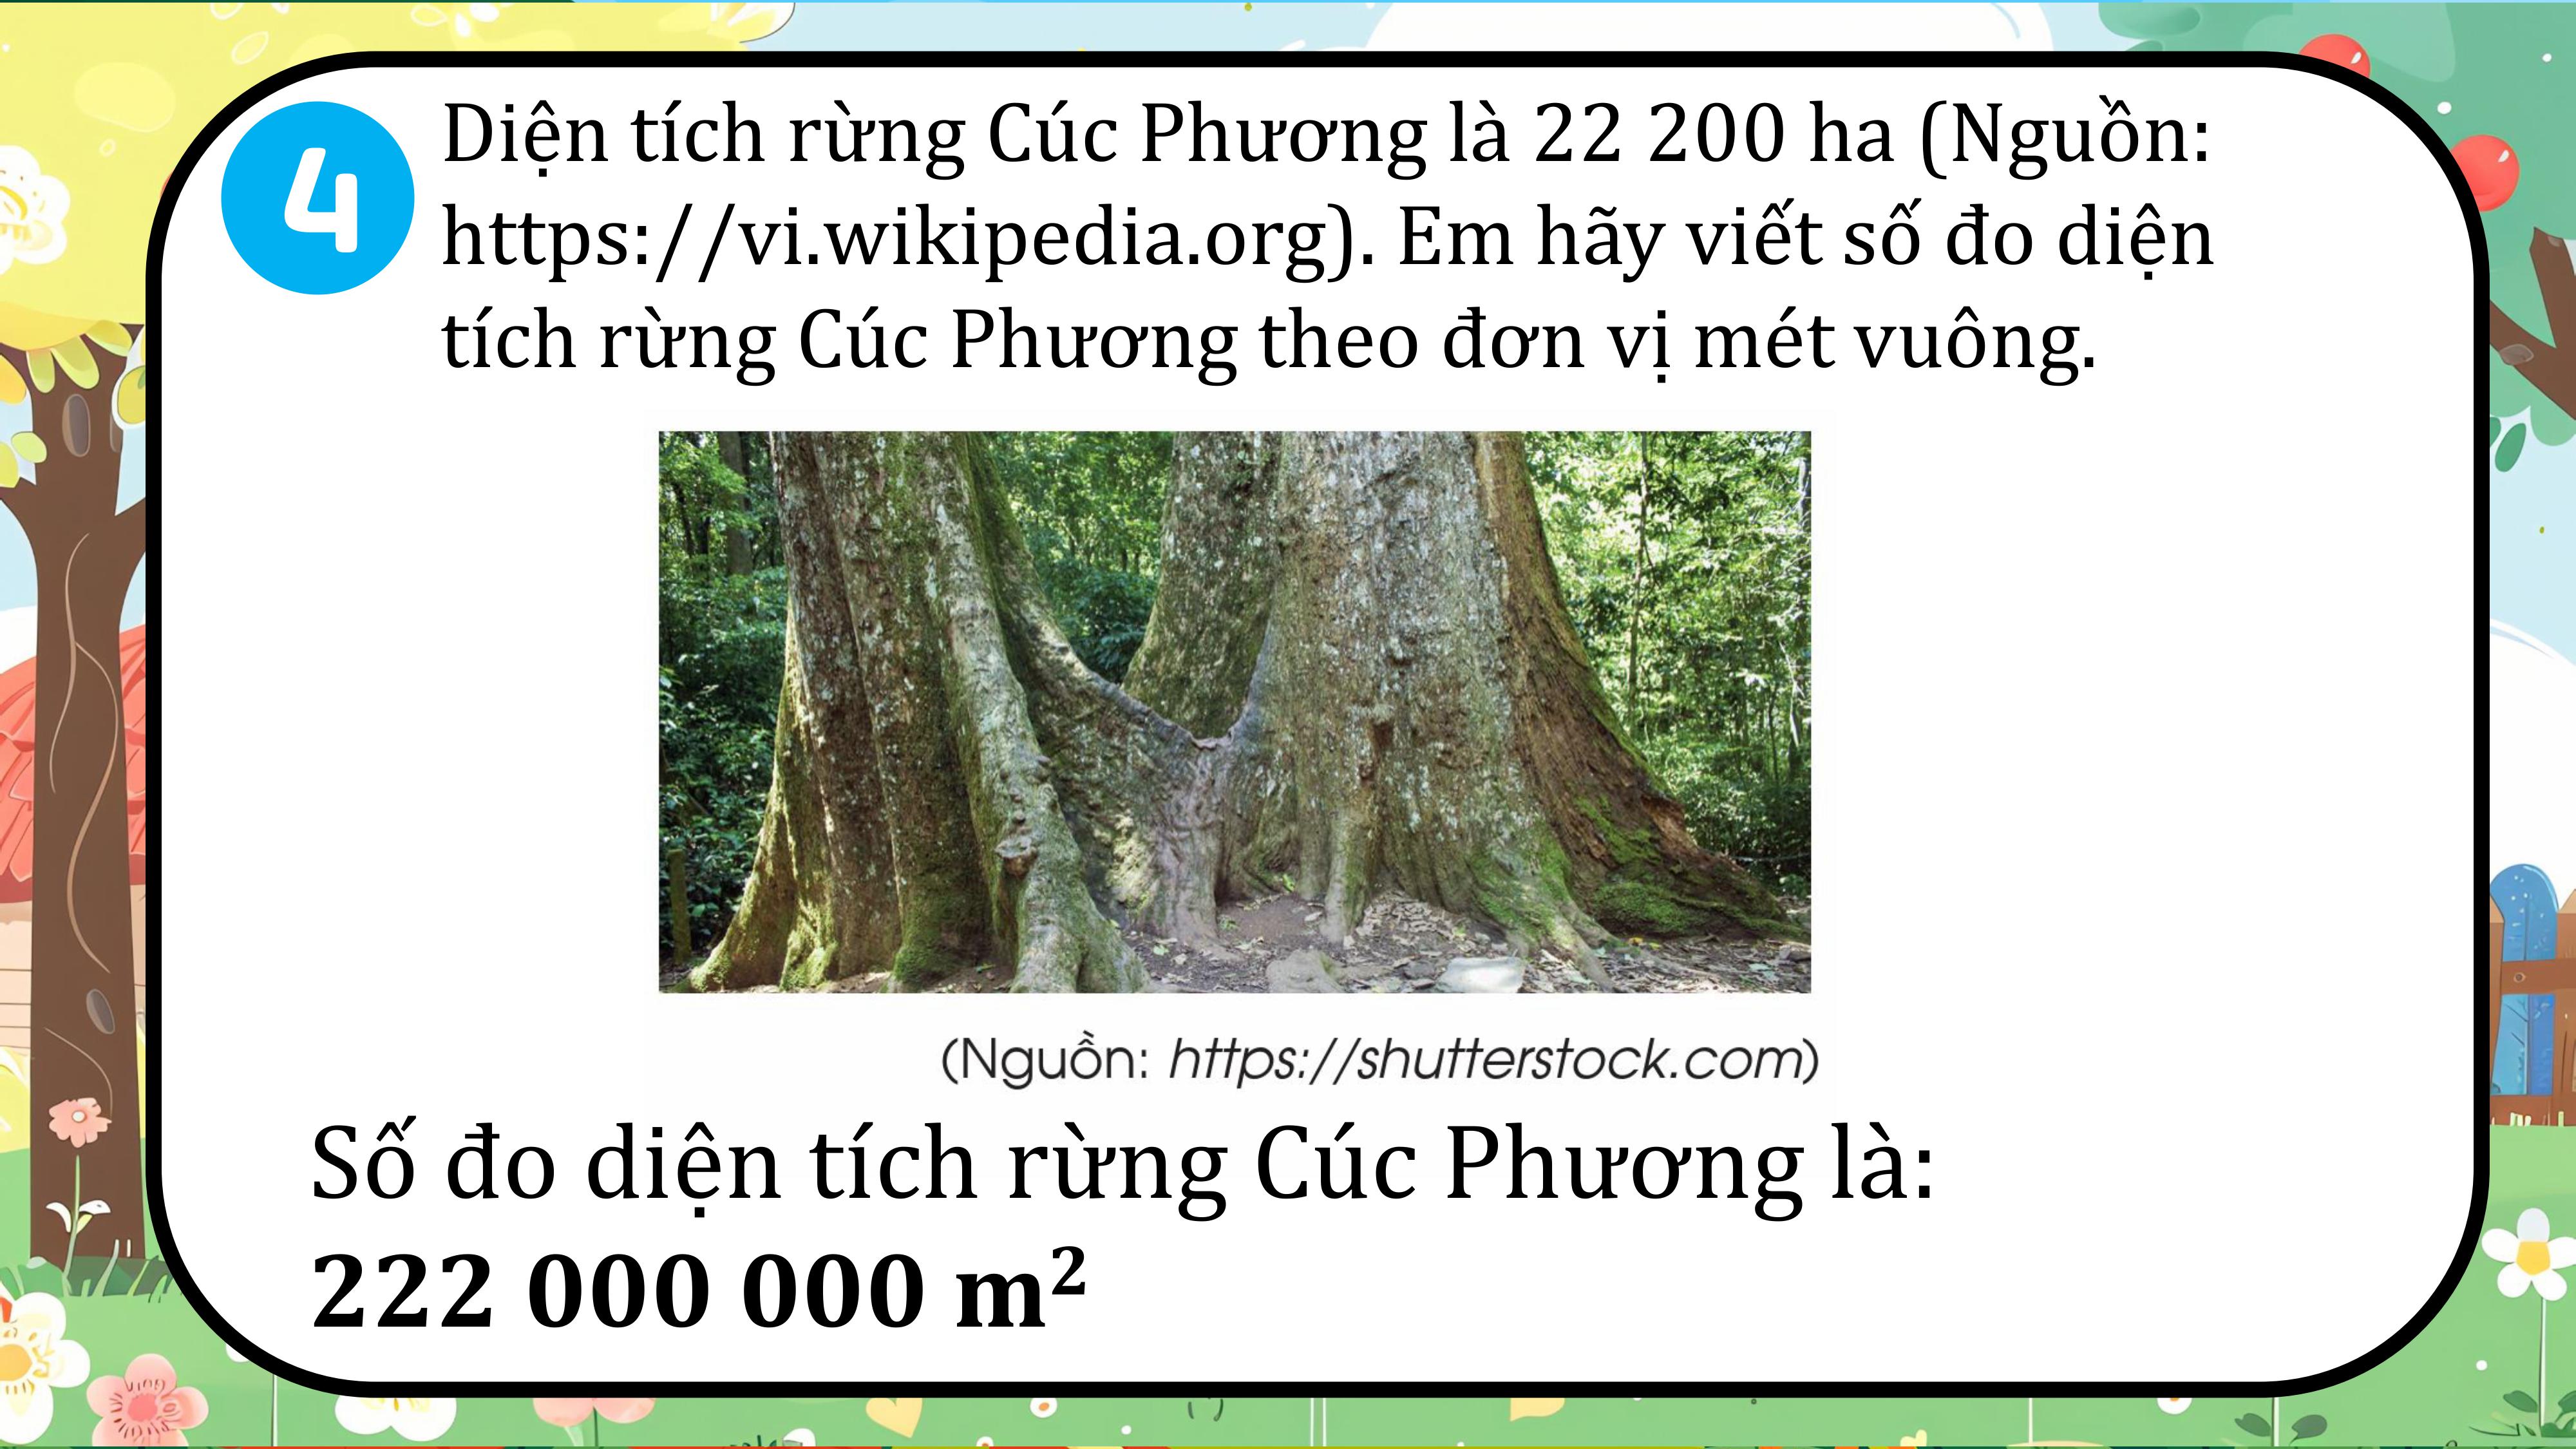 4
Diện tích rừng Cúc Phương là 22 200 ha (Nguồn:
https://vi.wikipedia.org). Em hãy viết số đo diện
tích rừng Cúc Phương theo đơn vị mét vuông.
(Nguồn: https://shutterstock.com)
Số đo diện tích rừng Cúc Phương là:
222 000 000 m²